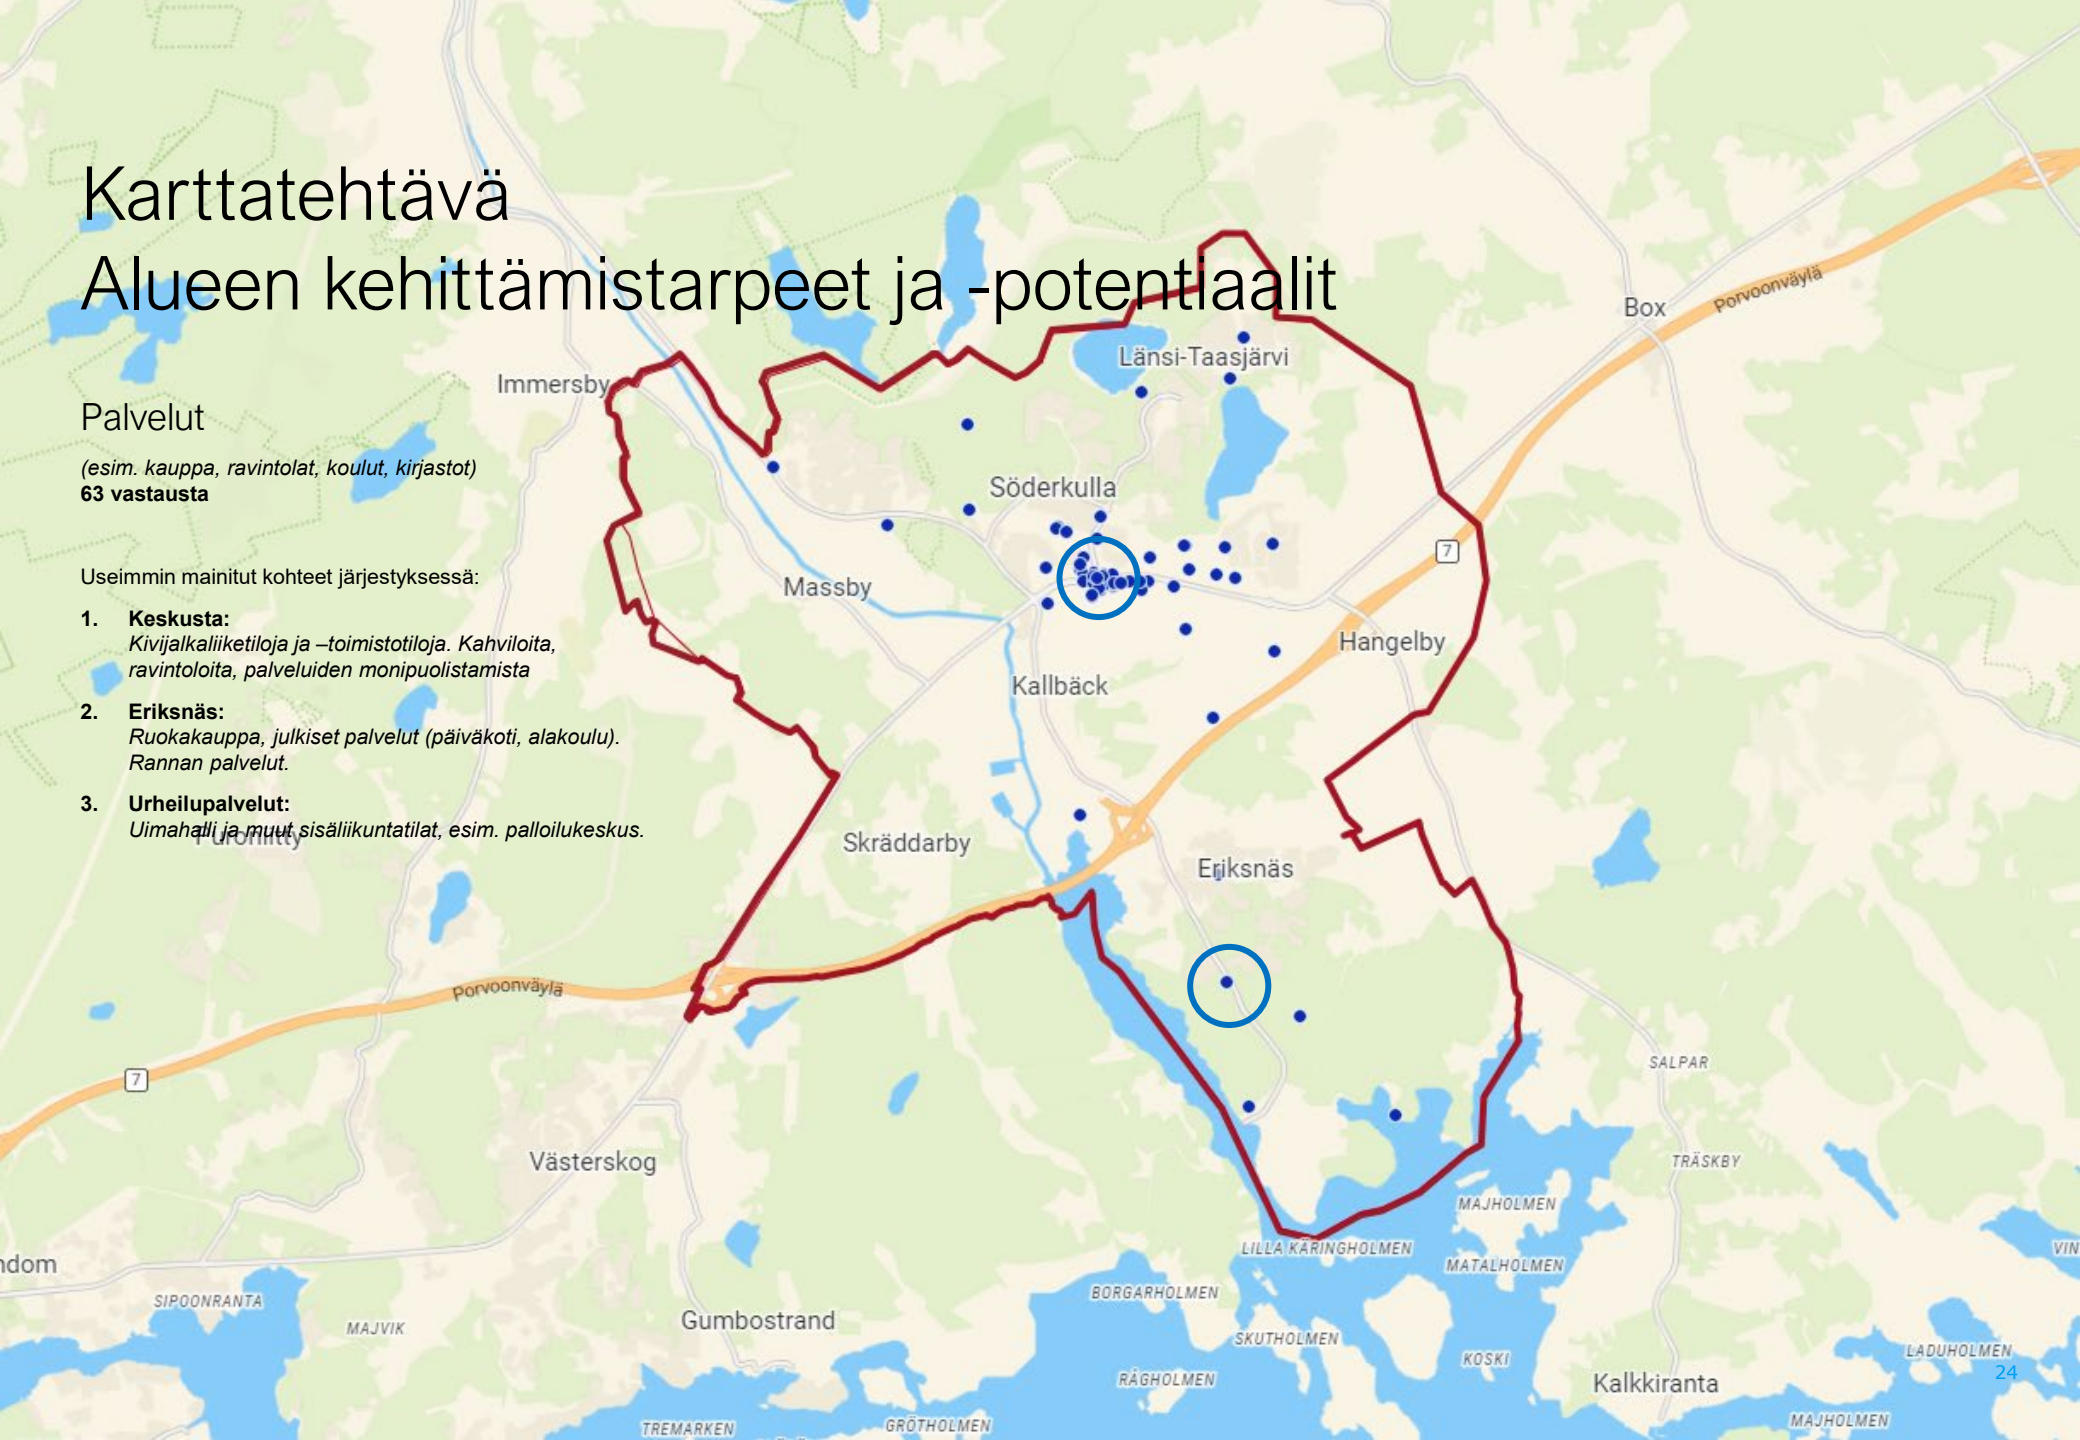 Karttatehtävä
Alueen kehittämistarpeet ja -potentiaalit
Palvelut
(esim. kauppa, ravintolat, koulut, kirjastot)
63 vastausta
Useimmin mainitut kohteet järjestyksessä:
1. Keskusta:
Kivijalkaliiketiloja ja –toimistotiloja. Kahviloita,
ravintoloita, palveluiden monipuolistamista
2. Eriksnäs:
Ruokakauppa, julkiset palvelut (päiväkoti, alakoulu).
Rannan palvelut.
3. Urheilupalvelut:
Uimahalli ja muut sisäliikuntatilat, esim. palloilukeskus.
Box
Porvoonväylä
Länsi-Taasjärvi
Immersby
Söderkulla
7
Massby
Hangelby
Kallbäck
Skräddarby
Eriksnäs
Porvoonväylä
7
SALPAR
Västerskog
TRÄSKBY
MAJHOLMEN
LILLA KÄRINGHOLMEN
MATALHOLMEN
VIN
ndom
BORGARHOLMEN
SIPOONRANTA
MAJVIK
Gumbostrand
SKUTHOLMEN
KOSKI
LADUHOLMEN
24
RÅGHOLMEN
Kalkkiranta
TREMARKEN
GRÖTHOLMEN
MAJHOLMEN